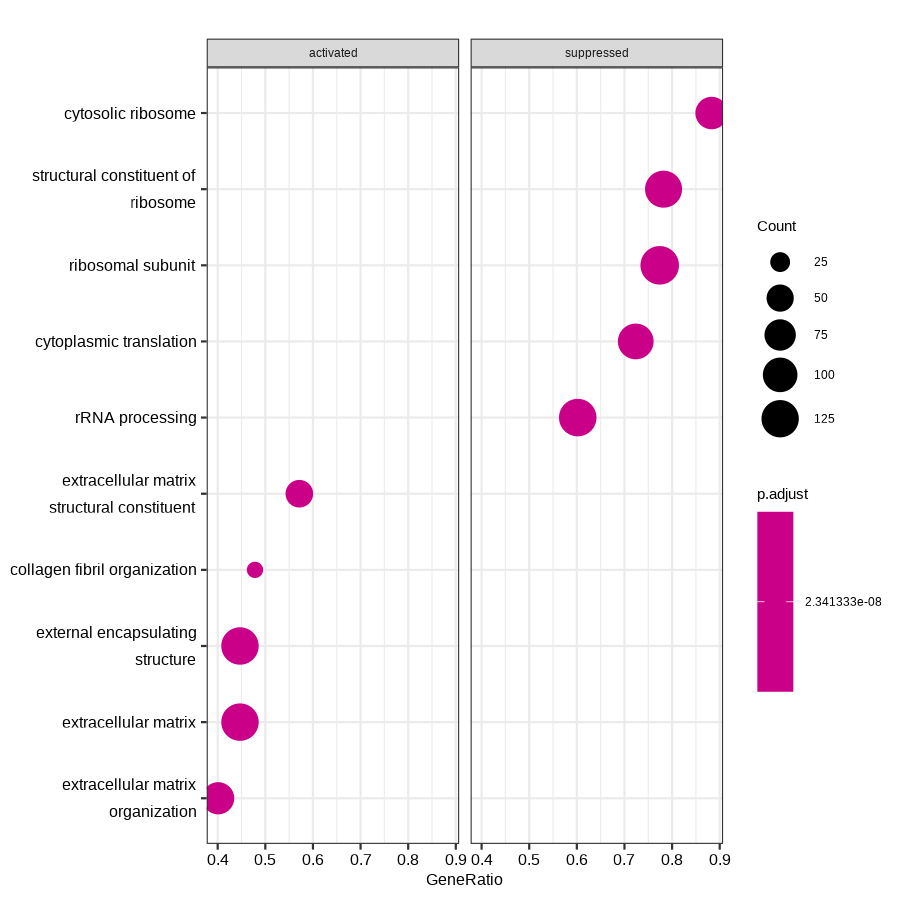 activated
suppressed
cytosolic ribosome
structural constituent of
ribosome
ribosomal subunit
cytoplasmic translation
rRNA processing
extracellular matrix
structural constituent
collagen fibril organization
external encapsulating
structure
extracellular matrix
extracellular matrix
organization
0.4 0.5 0.6 0.7 0.8 0.9
0.4 0.5 0.6 0.7 0.8 0.9
GeneRatio
Count
25
50
75
100
125
p.adjust
2.341333e-08